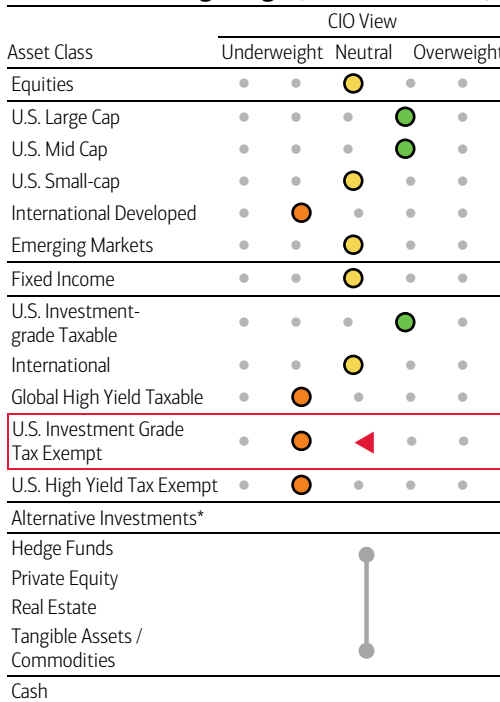 CIO View
Asset Class Underweight Neutral Overweight
Equities
U.S. Large Cap
U.S. Mid Cap
U.S. Small-cap
International Developed
Emerging Markets
Fixed Income
U.S. Investment-
grade Taxable
International
Global High Yield Taxable
U.S. Investment Grade
Tax Exempt
U.S. High Yield Tax Exempt
Alternative Investments*
Hedge Funds
Private Equity
Real Estate
Tangible Assets /
Commodities
Cash